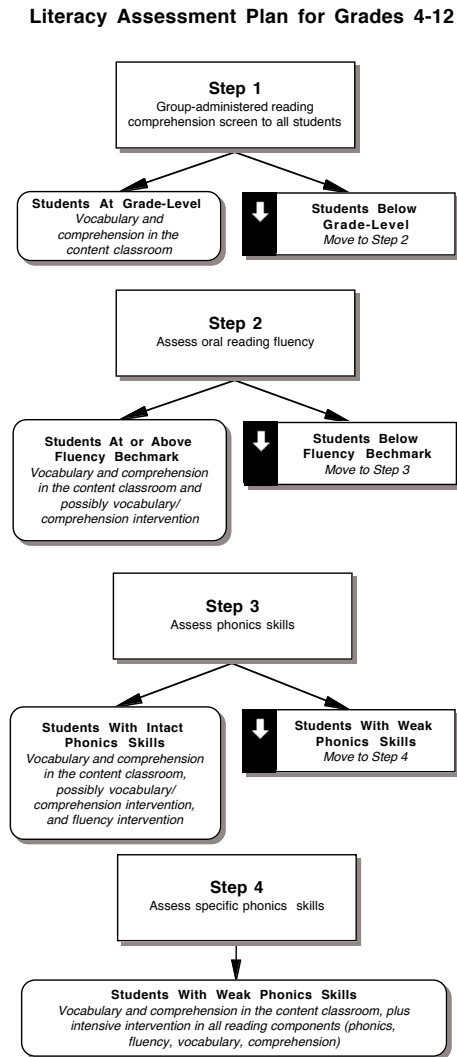 Literacy Assessment Plan for Grades 4-12
Step 1
Group-administered reading
comprehension screen to all students
Students At Grade-Level
Vocabulary and
comprehension in the
content classroom
Students Below
Grade-Level
Move to Step 2
Step 2
Assess oral reading fluency
Students At or Above
Fluency Bechmark
Vocabulary and comprehension
in the content classroom and
possibly vocabulary/
comprehension intervention
Students Below
Fluency Bechmark
Move to Step 3
Step 3
Assess phonics skills
Students With Intact
Phonics Skills
Vocabulary and comprehension
in the content classroom,
possibly vocabulary/
comprehension intervention,
and fluency intervention
Students With Weak
Phonics Skills
Move to Step 4
Step 4
Assess specific phonics skills
Students With Weak Phonics Skills
Vocabulary and comprehension in the content classroom, plus
intensive intervention in all reading components (phonics,
fluency, vocabulary, comprehension)